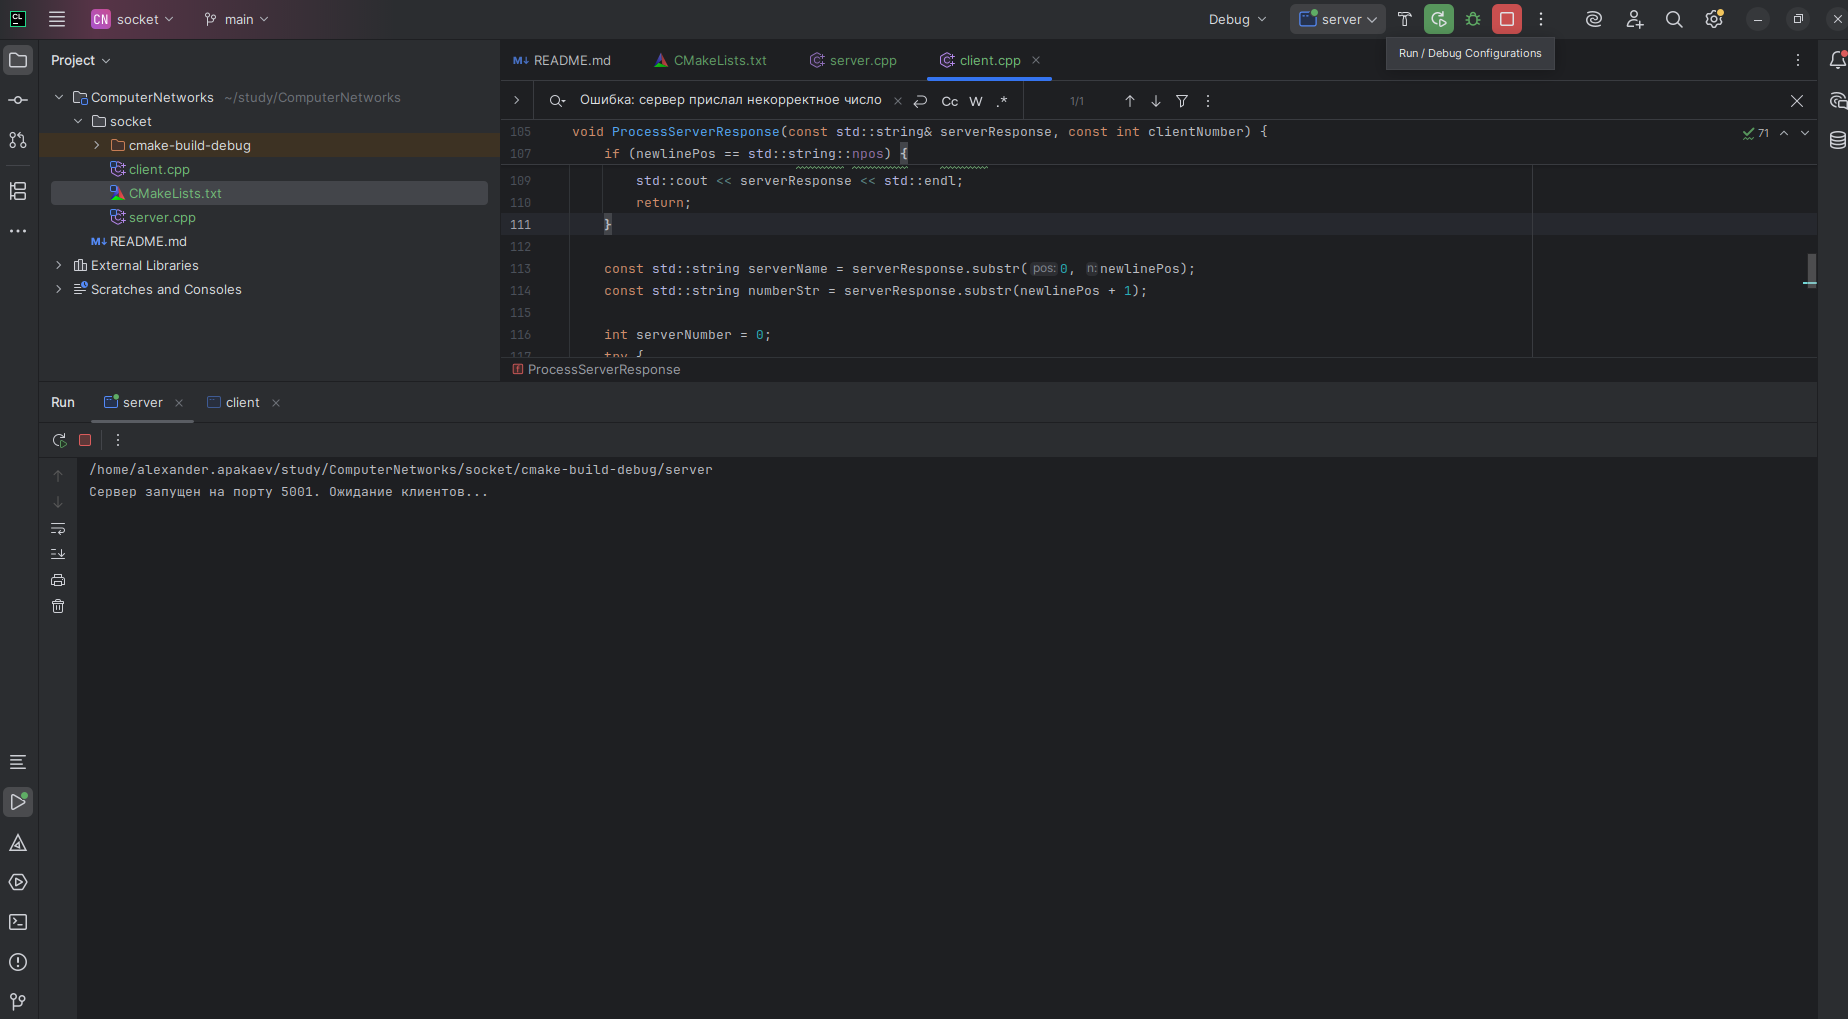 CL CN socket main Debug server
Run / Debug Configurations
Project
ComputerNetworks ~/study/ComputerNetworks
socket
cmake-build-debug
client.cpp
CMakeLists.txt
server.cpp
README.md
External Libraries
Scratches and Consoles
README.md CMakeLists.txt server.cpp client.cpp
Ошибка: сервер прислал некорректное число Cc W .* 1/1
105 void ProcessServerResponse(const std::string& serverResponse, const int clientNumber) { 71
107 if (newlinePos == std::string::npos) {
109 std::cout << serverResponse << std::endl;
110 return;
111 }
112
113 const std::string serverName = serverResponse.substr( pos: 0, n: newlinePos);
114 const std::string numberStr = serverResponse.substr(newlinePos + 1);
115
116 int serverNumber = 0;
117 try {
ProcessServerResponse
Run server client
/home/alexander.apakaev/study/ComputerNetworks/socket/cmake-build-debug/server
Сервер запущен на порту 5001. Ожидание клиентов...